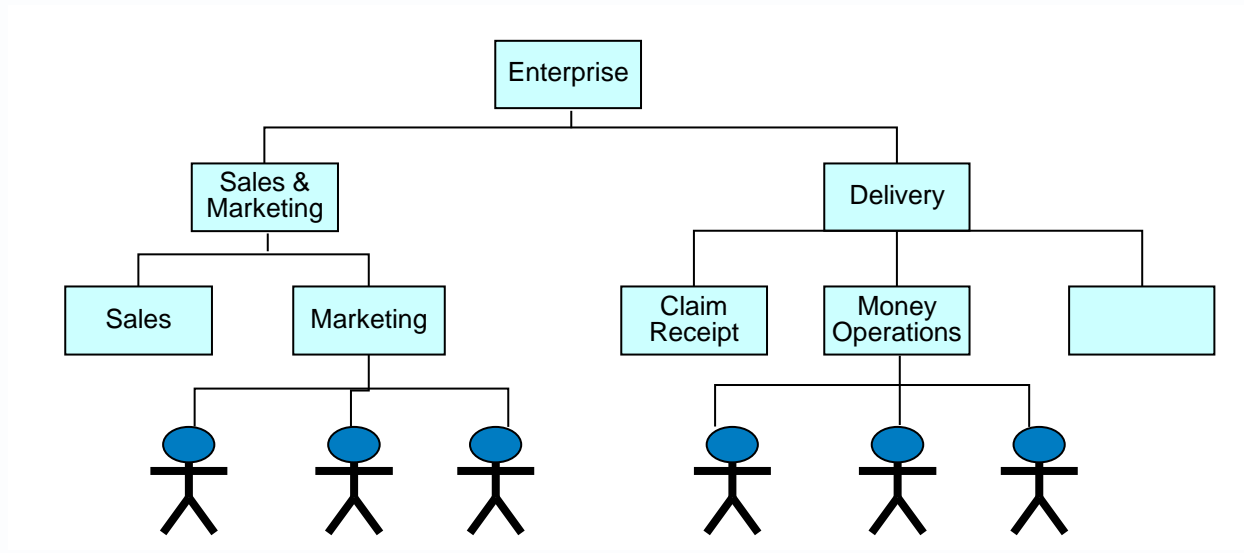 Enterprise
Sales &
Marketing
Delivery
Sales
Marketing
Claim
Receipt
Money
Operations